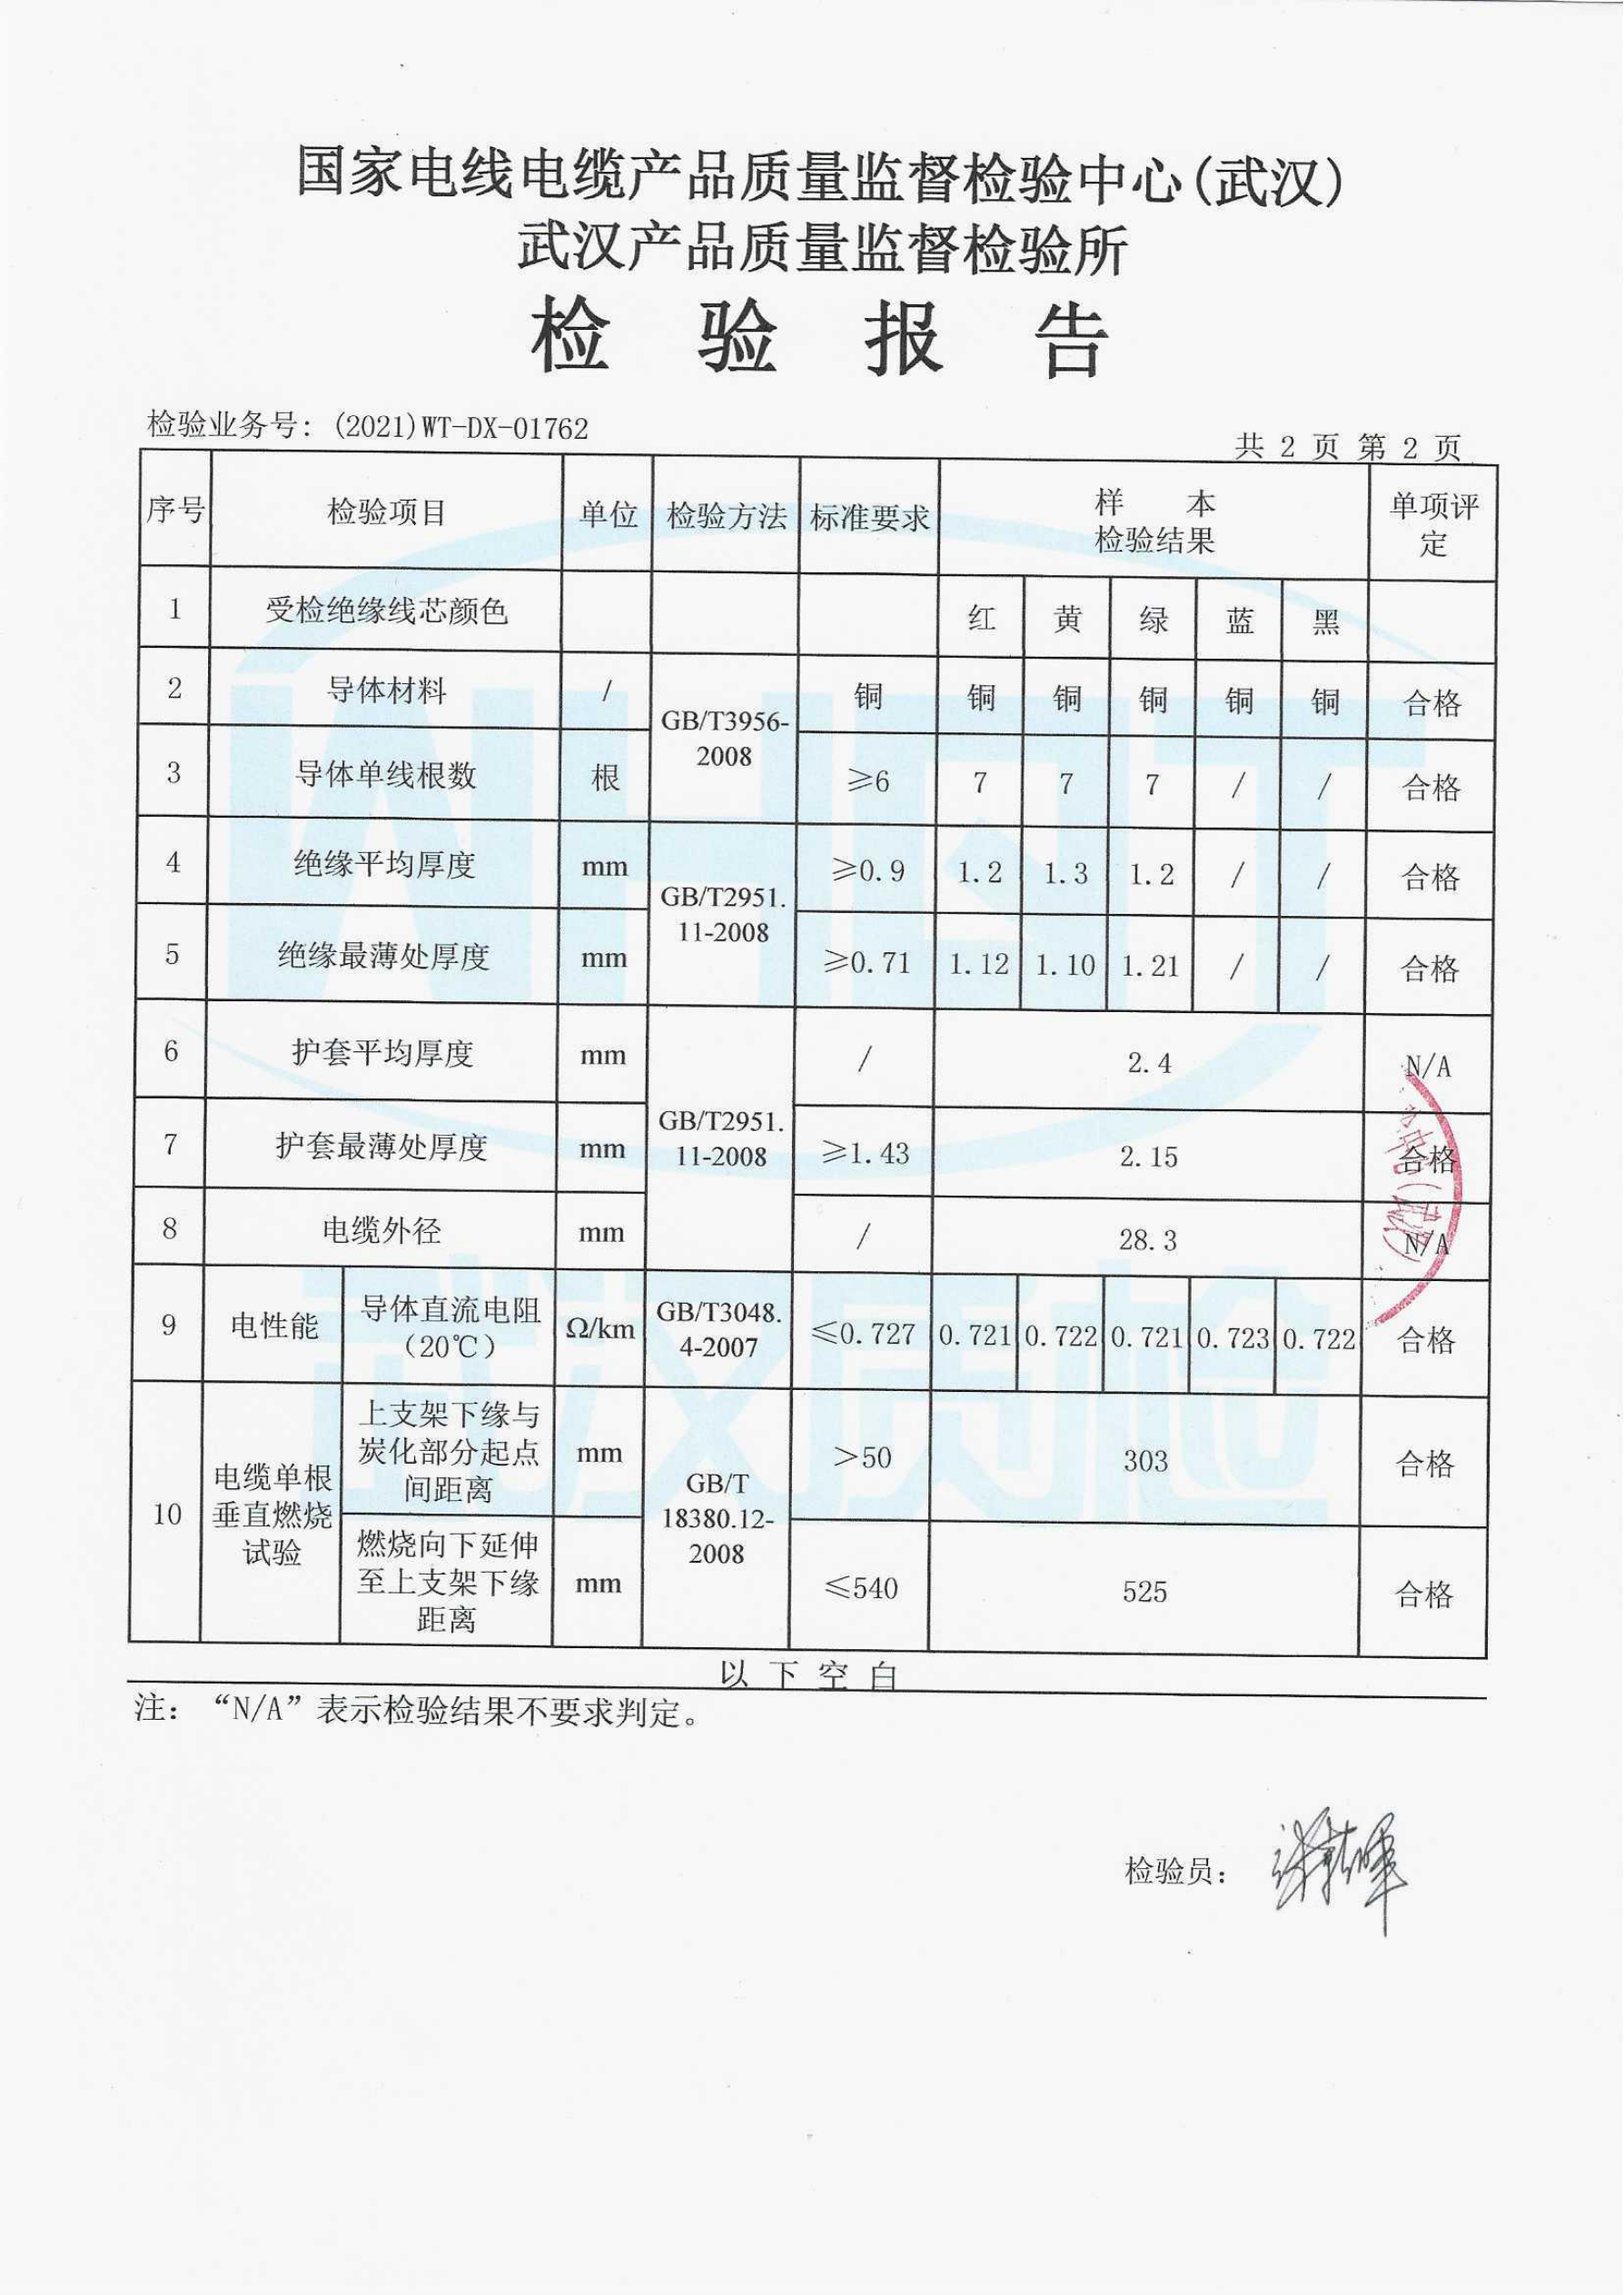 国家电线电缆产品质量监督检验中心(武汉)
武汉产品质量监督检验所
检 验 报 告
检验业务号: (2021)WT-DX-01762
共 2 页 第 2 页
序号 检验项目 单位 检验方法 标准要求 样 本 检验结果 单项评定
1 受检绝缘线芯颜色 红 黄 绿 蓝 黑
2 导体材料 / GB/T3956-2008 铜 铜 铜 铜 铜 铜 合格
3 导体单线根数 根 ≥6 7 7 7 / / 合格
4 绝缘平均厚度 mm GB/T2951.11-2008 ≥0.9 1.2 1.3 1.2 / / 合格
5 绝缘最薄处厚度 mm ≥0.71 1.12 1.10 1.21 / / 合格
6 护套平均厚度 mm GB/T2951.11-2008 / 2.4 N/A
7 护套最薄处厚度 mm ≥1.43 2.15 合格
8 电缆外径 mm / 28.3 N/A
9 电性能 导体直流电阻（20℃） Ω/km GB/T3048.4-2007 ≤0.727 0.721 0.722 0.721 0.723 0.722 合格
10 电缆单根垂直燃烧试验 上支架下缘与炭化部分起点间距离 mm GB/T 18380.12-2008 >50 303 合格
燃烧向下延伸至上支架下缘距离 mm ≤540 525 合格
以 下 空 白
注: “N/A”表示检验结果不要求判定。
检验员:
武汉质检